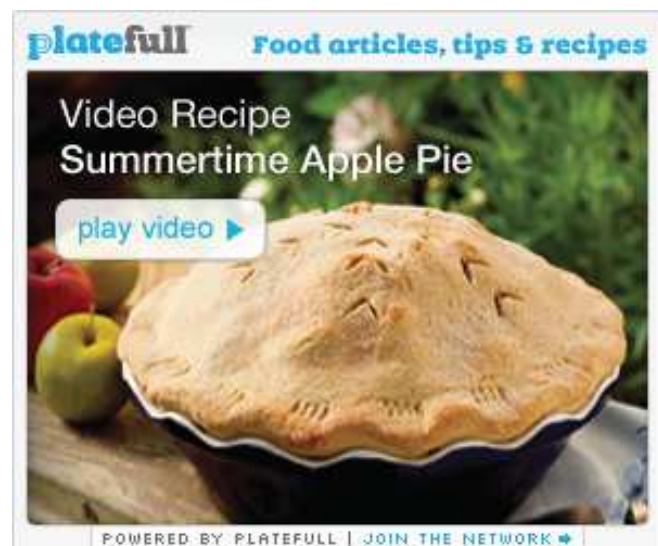 platefull
Food articles, tips & recipes
Video Recipe
Summertime Apple Pie
play video
POWERED BY PLATEFULL | JOIN THE NETWORK